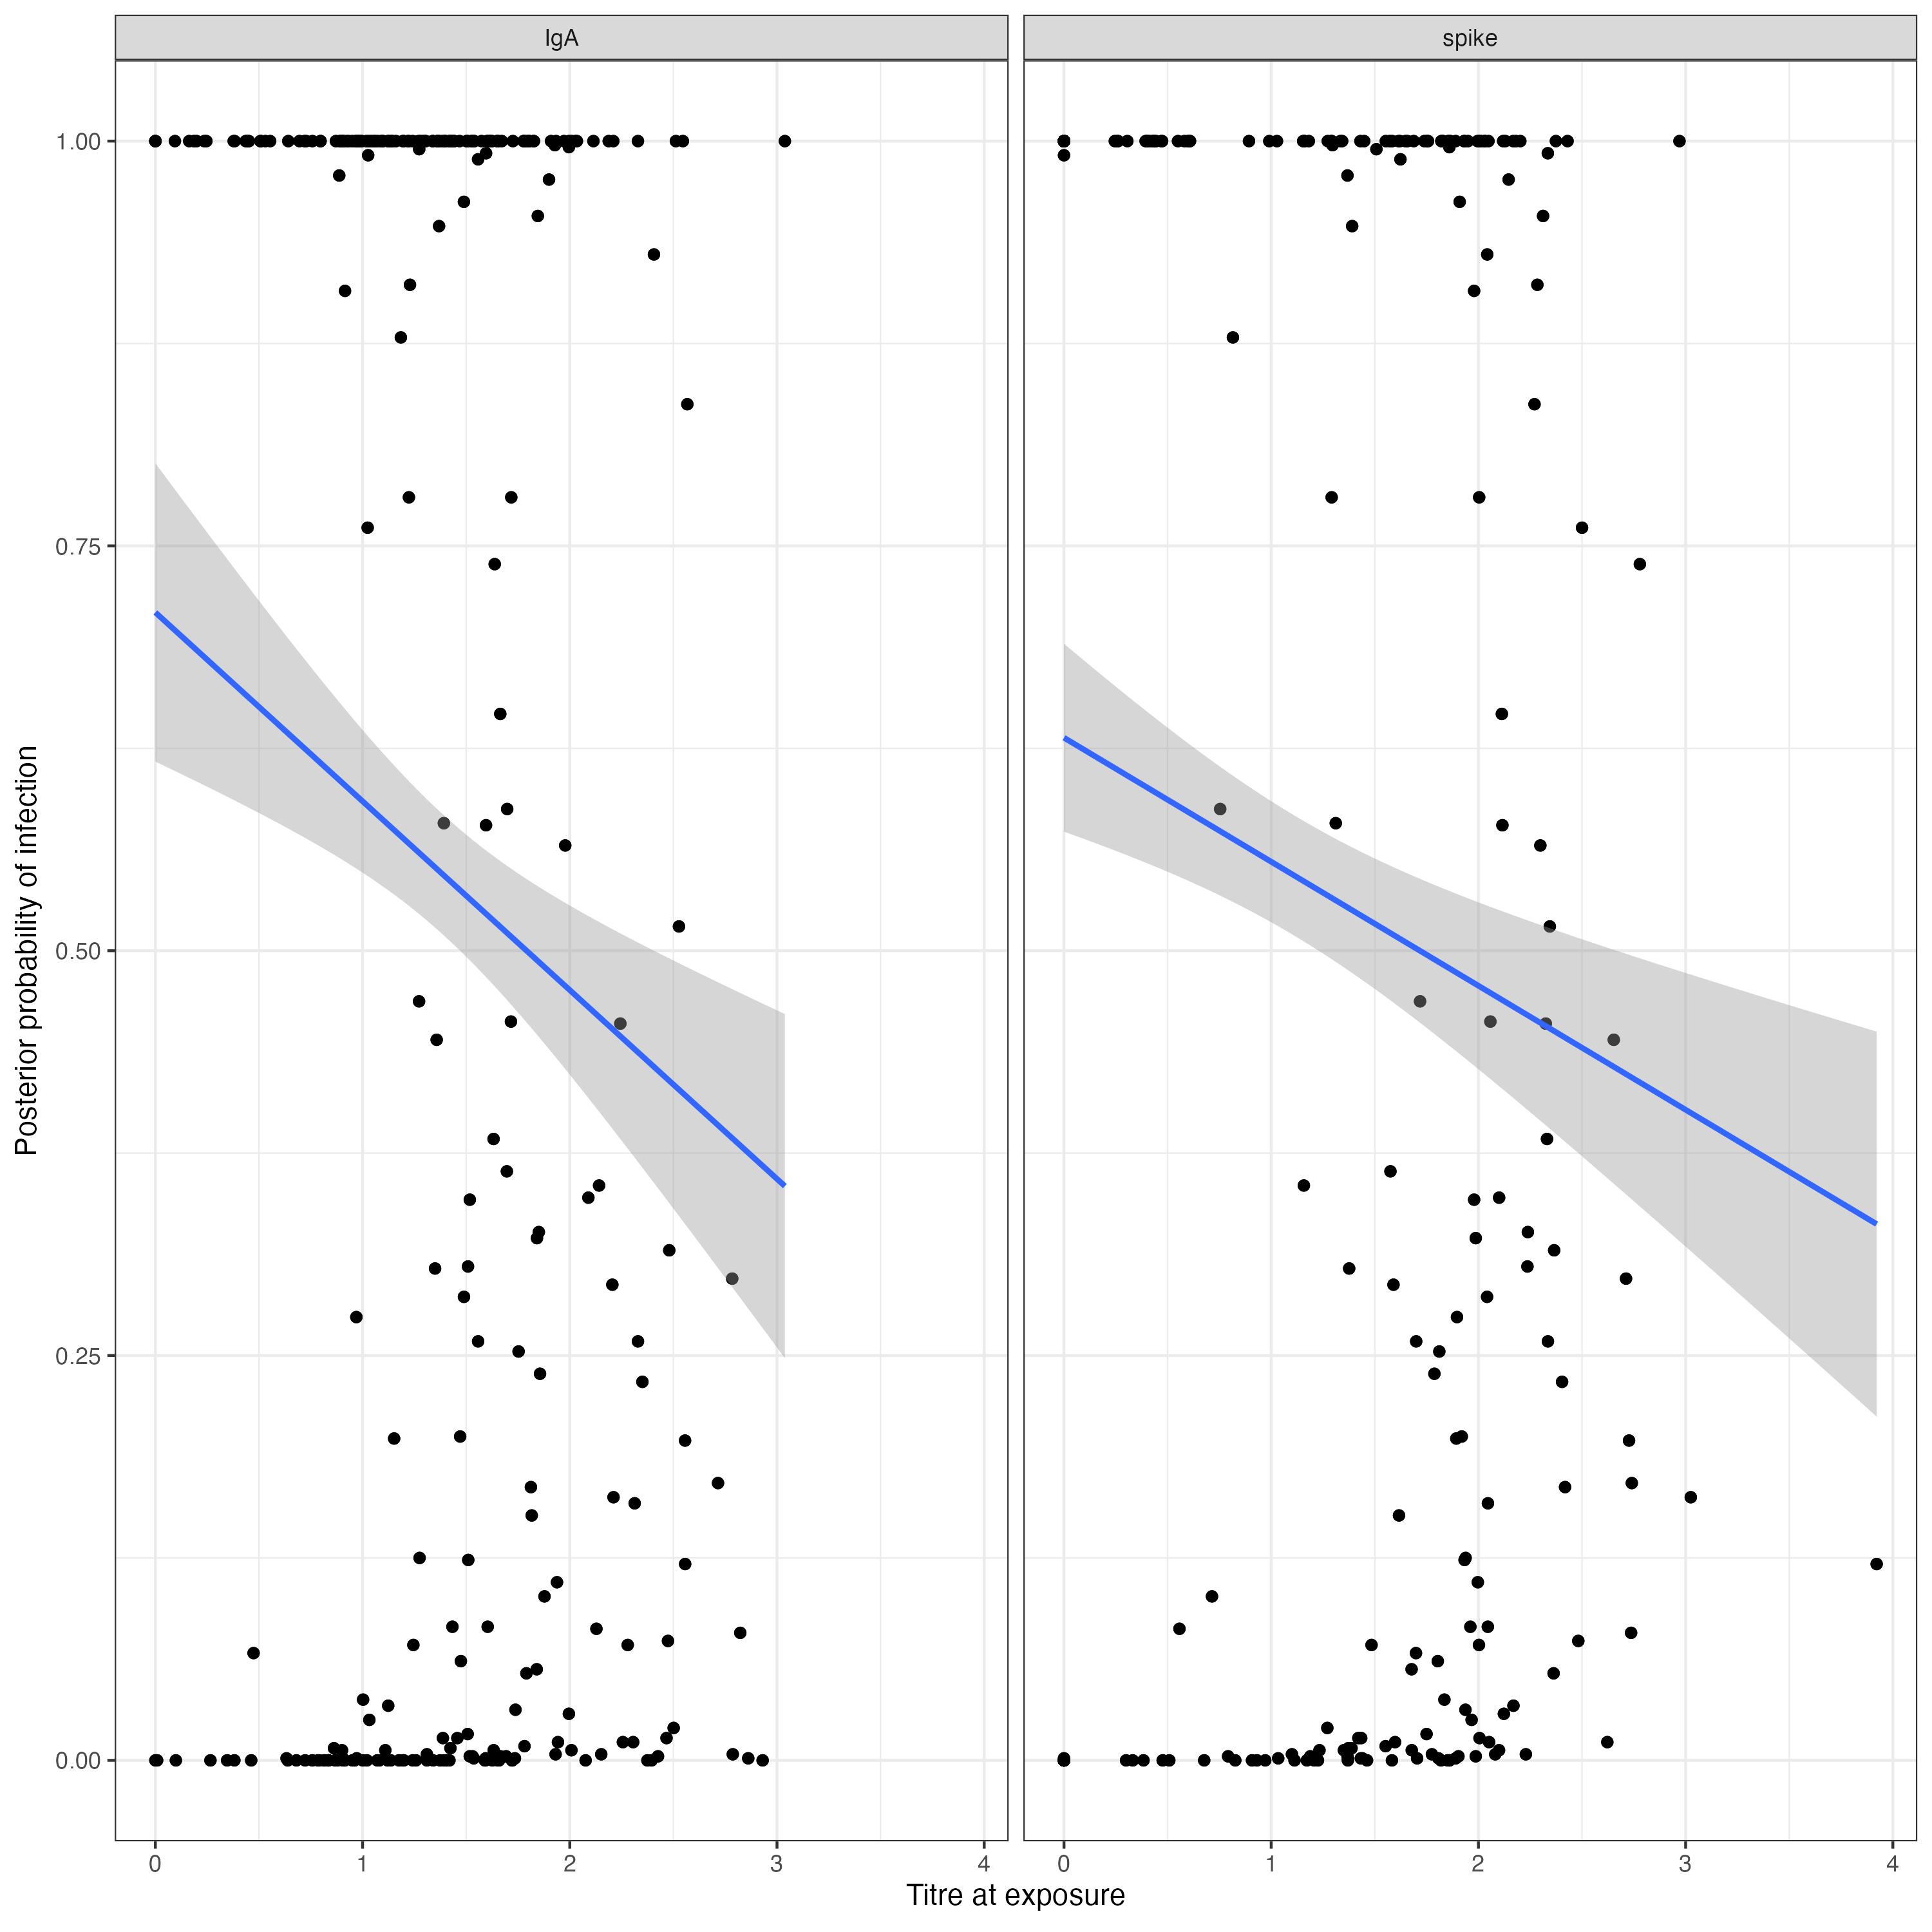 IgA
spike
Posterior probability of infection
1.00
0.75
0.50
0.25
0.00
0 1 2 3 4
0 1 2 3 4
Titre at exposure